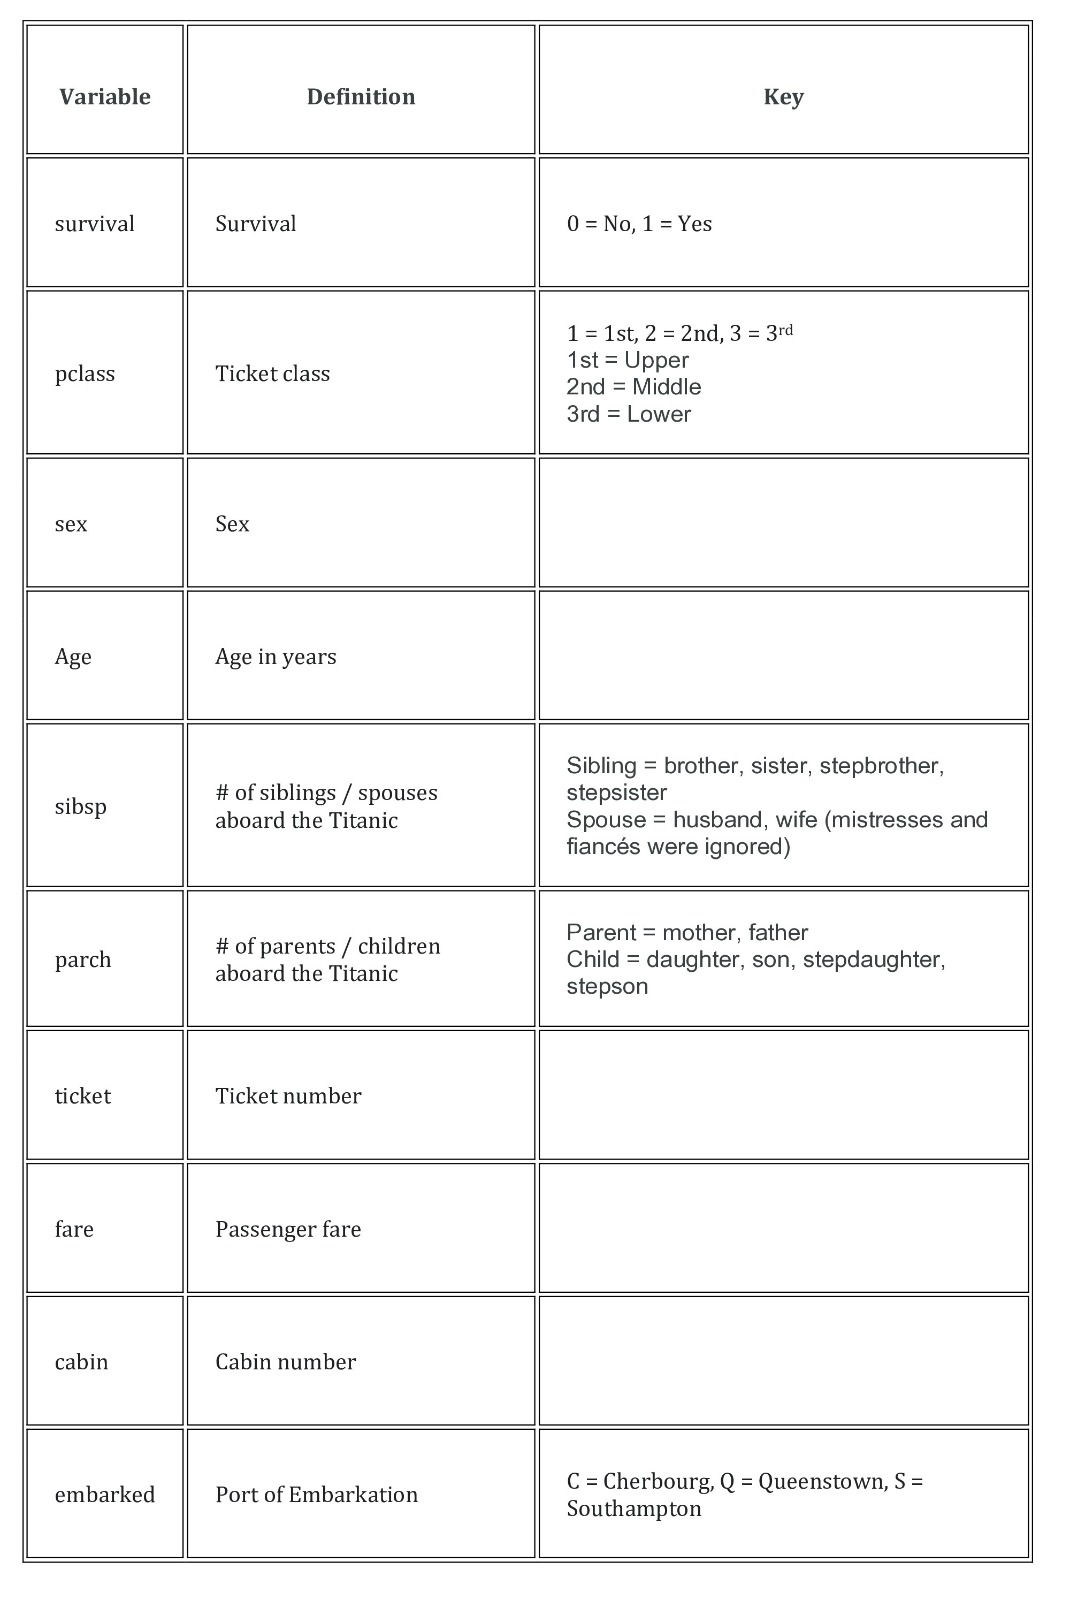 Variable Definition Key
survival Survival 0 = No, 1 = Yes
pclass Ticket class 1 = 1st, 2 = 2nd, 3 = 3rd
1st = Upper
2nd = Middle
3rd = Lower
sex Sex
Age Age in years
sibsp # of siblings / spouses
aboard the Titanic
Sibling = brother, sister, stepbrother,
stepsister
Spouse = husband, wife (mistresses and
fiancés were ignored)
parch # of parents / children
aboard the Titanic
Parent = mother, father
Child = daughter, son, stepdaughter,
stepson
ticket Ticket number
fare Passenger fare
cabin Cabin number
embarked Port of Embarkation C = Cherbourg, Q = Queenstown, S =
Southampton